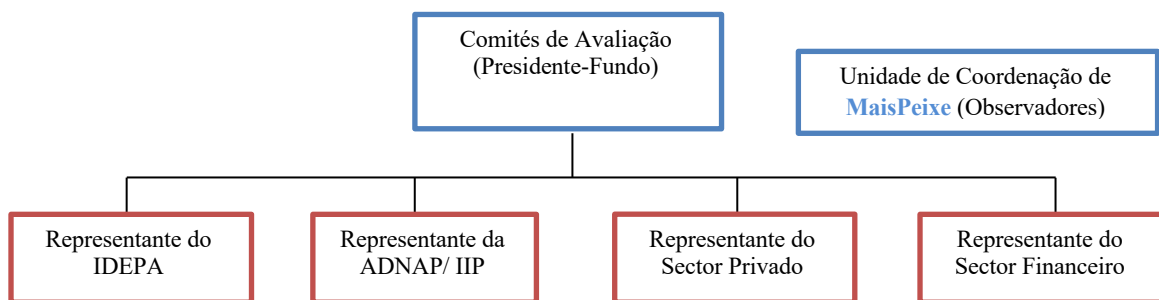 Comités de Avaliação
(Presidente-Fundo)
Unidade de Coordenação de
MaisPeixe (Observadores)
Representante do
IDEPA
Representante da
ADNAP/ IIP
Representante do
Sector Privado
Representante do
Sector Financeiro